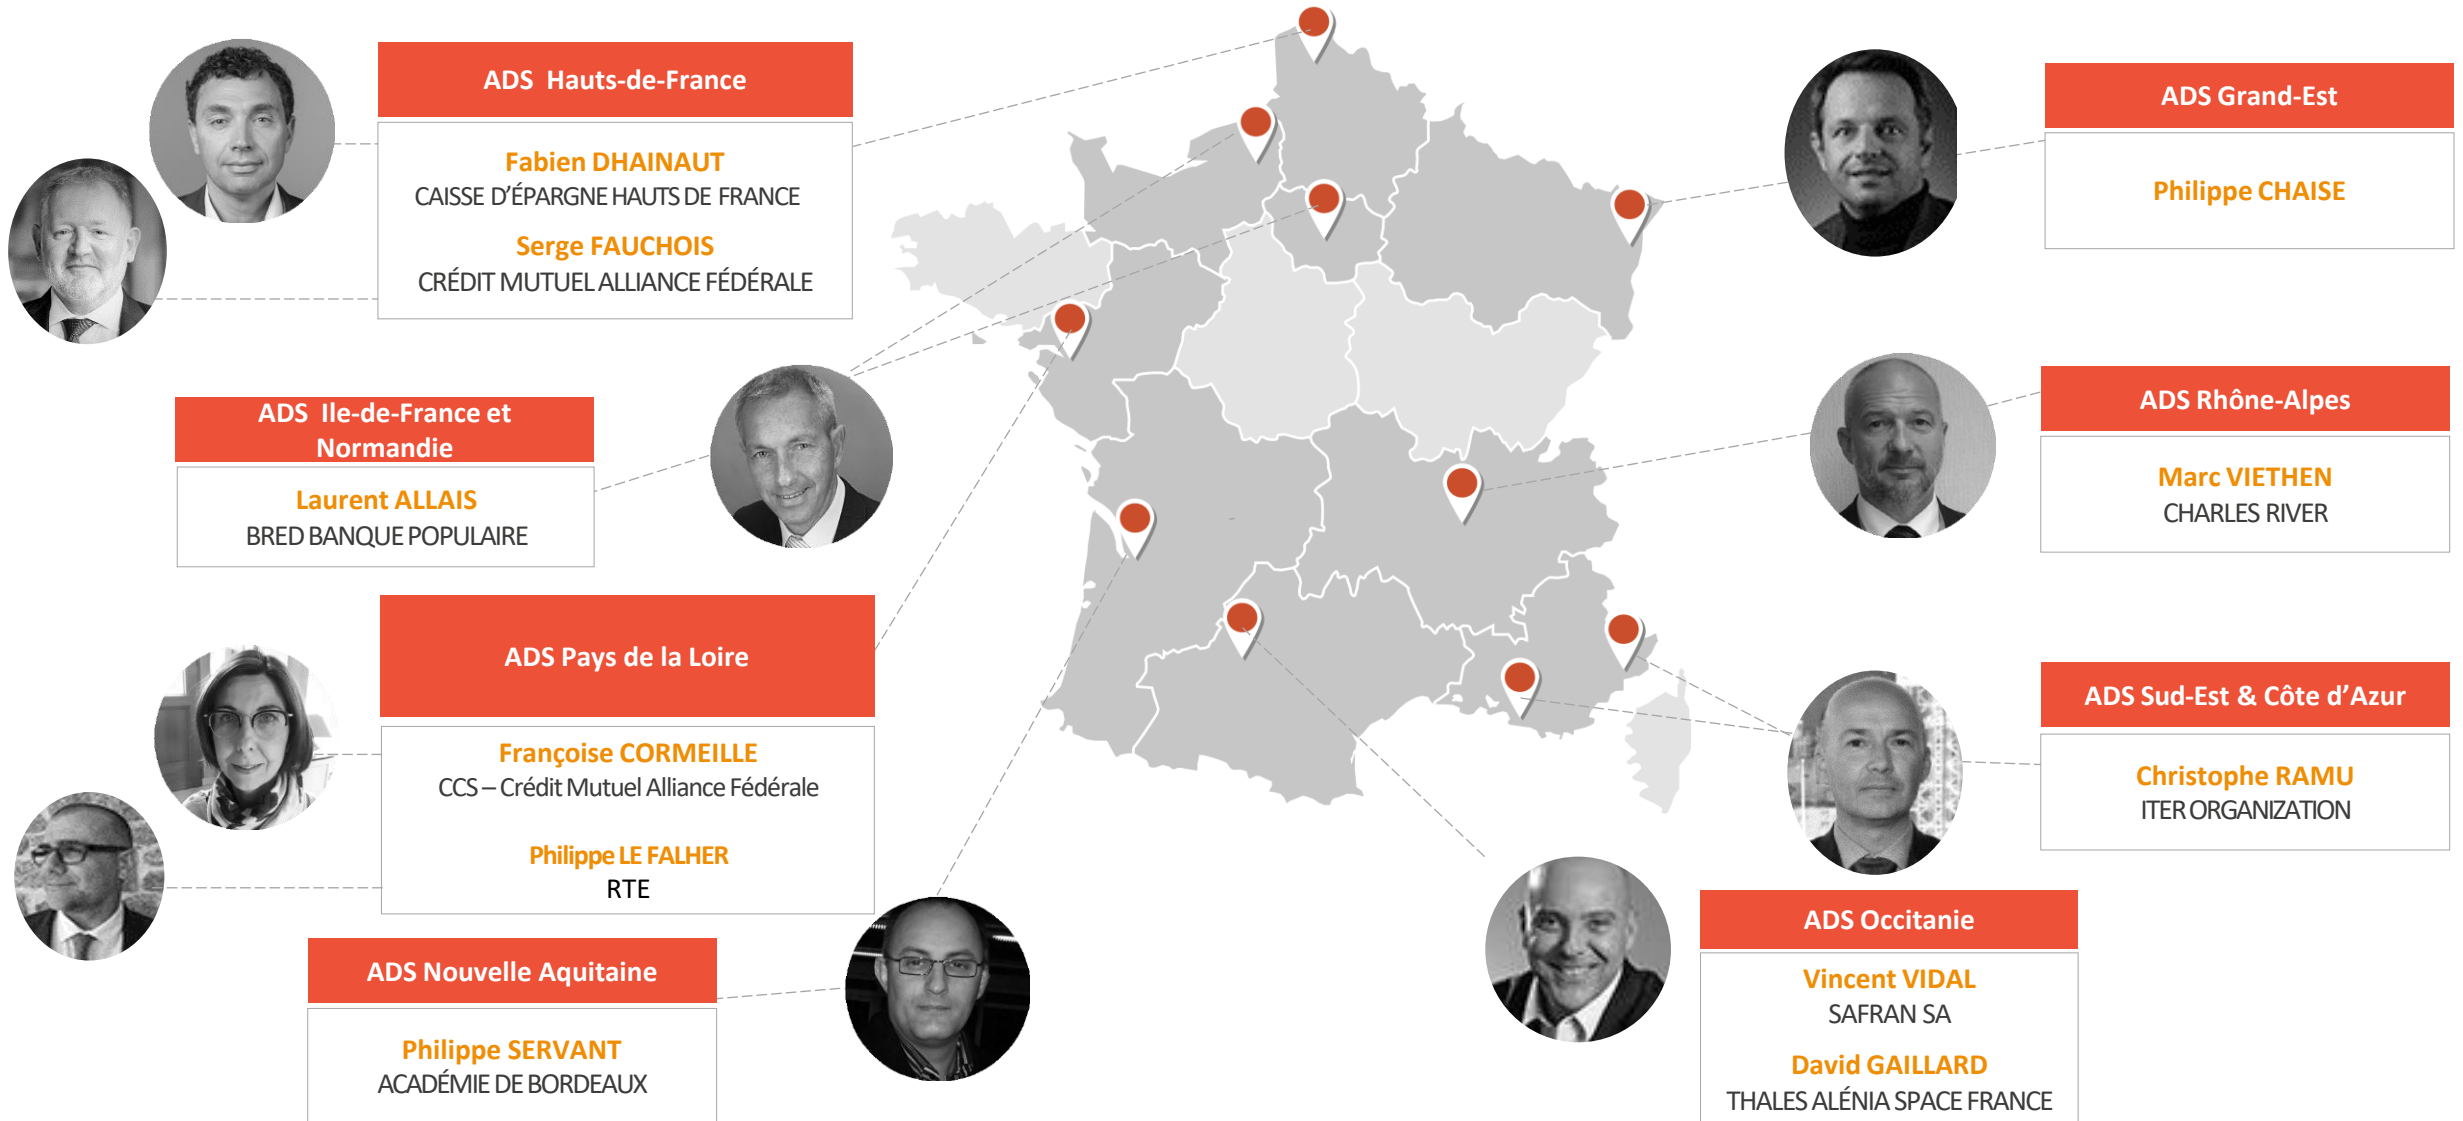 ADS Hauts-de-France
Fabien DHAINAUT
CAISSE D'ÉPARGNE HAUTS DE FRANCE
Serge FAUCHOIS
CRÉDIT MUTUEL ALLIANCE FÉDÉRALE
ADS Ile-de-France et
Normandie
Laurent ALLAIS
BRED BANQUE POPULAIRE
ADS Pays de la Loire
Françoise CORMEILLE
CCS – Crédit Mutuel Alliance Fédérale
Philippe LE FALHER
RTE
ADS Nouvelle Aquitaine
Philippe SERVANT
ACADÉMIE DE BORDEAUX
ADS Grand-Est
Philippe CHAISE
ADS Rhône-Alpes
Marc VIETHEN
CHARLES RIVER
ADS Sud-Est & Côte d'Azur
Christophe RAMU
ITER ORGANIZATION
ADS Occitanie
Vincent VIDAL
SAFRAN SA
David GAILLARD
THALES ALÉNIA SPACE FRANCE